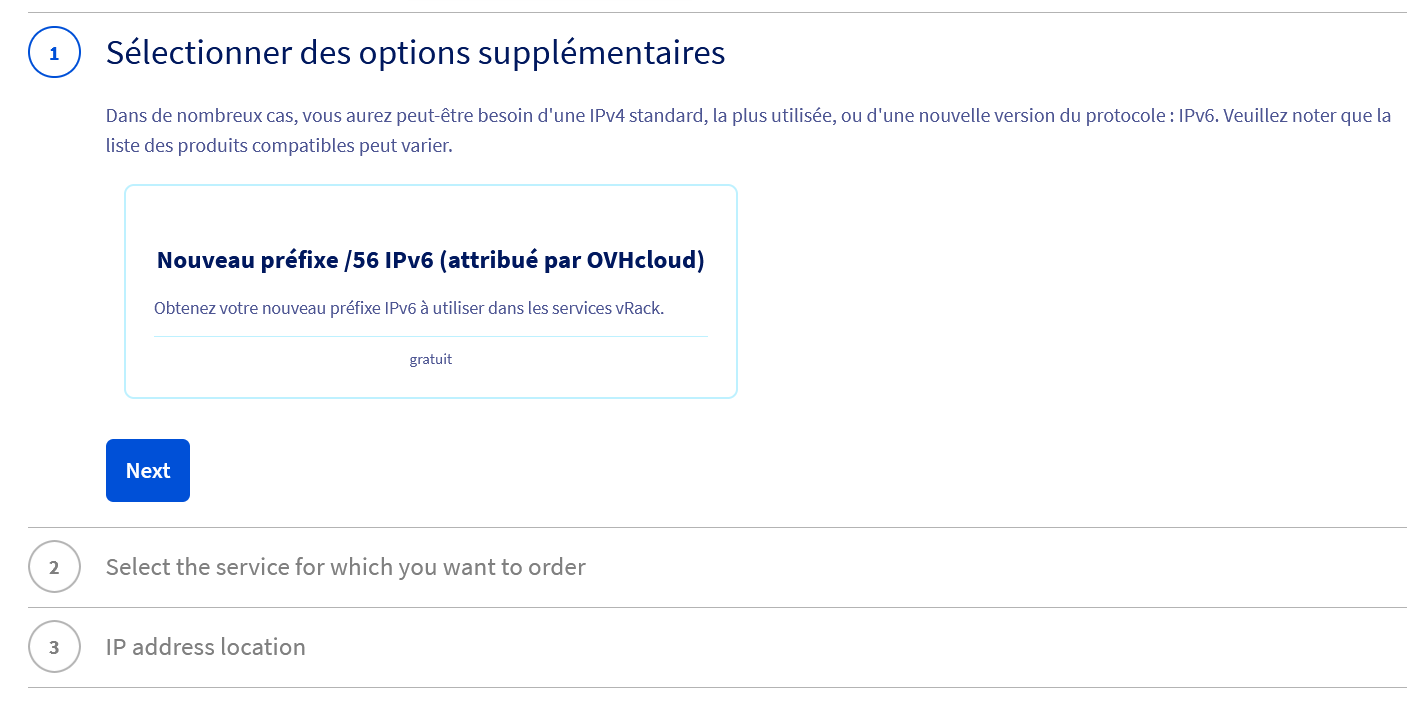 1
Sélectionner des options supplémentaires
Dans de nombreux cas, vous aurez peut-être besoin d'une IPv4 standard, la plus utilisée, ou d'une nouvelle version du protocole : IPv6. Veuillez noter que la
liste des produits compatibles peut varier.
Nouveau préfixe /56 IPv6 (attribué par OVHcloud)
Obtenez votre nouveau préfixe IPv6 à utiliser dans les services vRack.
gratuit
Next
2
Select the service for which you want to order
3
IP address location